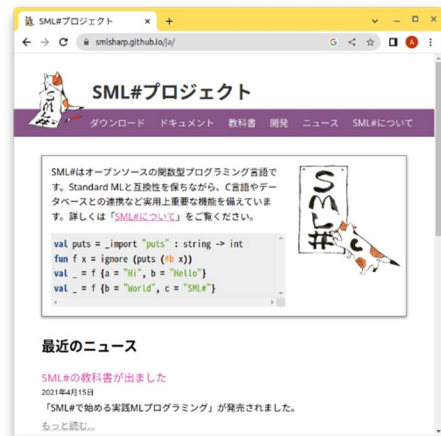 SML#プロジェクト
smlsharp.github.io/ja/
SML#
SML#プロジェクト
ダウンロード ドキュメント 教科書 開発 ニュース SML#について
SML#はオープンソースの関数型プログラミング言語で
す。Standard MLと互換性を保ちながら、C言語やデー
タベースとの連携など実用上重要な機能を備えていま
す。詳しくは「SML#について」をご覧ください。
SML#
val puts = _import "puts" : string -> int
fun f x = ignore (puts (#b x))
val _ = f {a = "Hi", b = "Hello"}
val _ = f {b = "World", c = "SML#"}
最近のニュース
SML#の教科書が出ました
2021年4月15日
「SML#で始める実践MLプログラミング」が発売されました。
もっと読む...